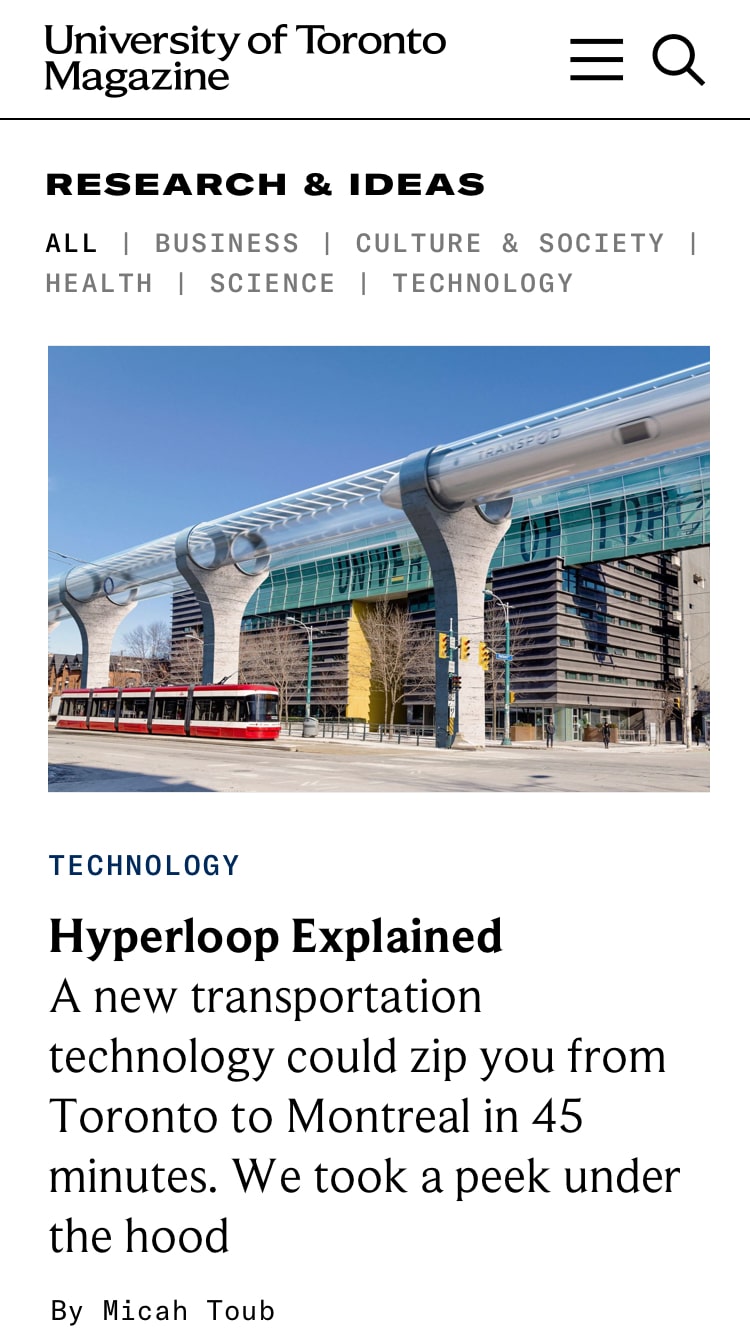 University of Toronto
Magazine
RESEARCH & IDEAS
ALL | BUSINESS | CULTURE & SOCIETY |
HEALTH | SCIENCE | TECHNOLOGY
TRANSPOD
OF TORO
TECHNOLOGY
Hyperloop Explained
A new transportation
technology could zip you from
Toronto to Montreal in 45
minutes. We took a peek under
the hood
By Micah Toub